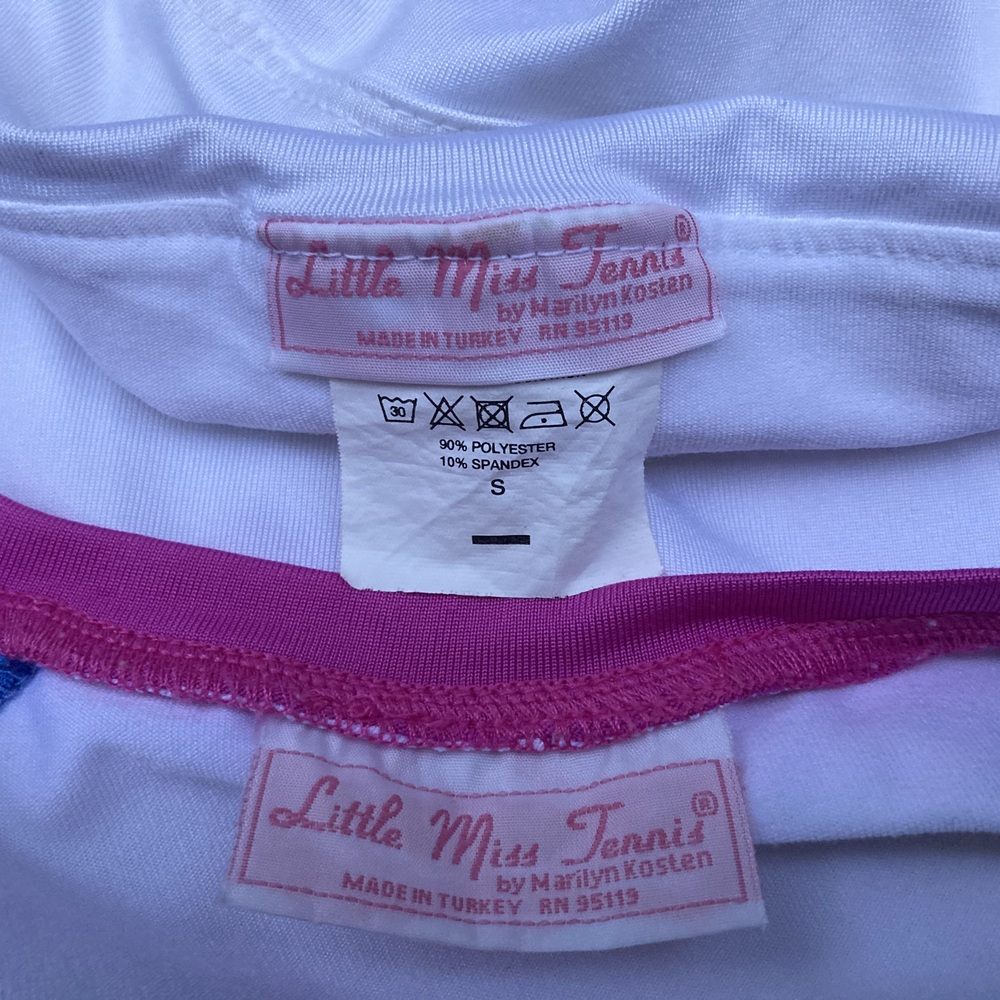 Little Miss Tennis®
by Marilyn Kosten
MADE IN TURKEY RN 95119
30
90% POLYESTER
10% SPANDEX
S
Little Miss Tennis®
by Marilyn Kosten
MADE IN TURKEY RN 95119